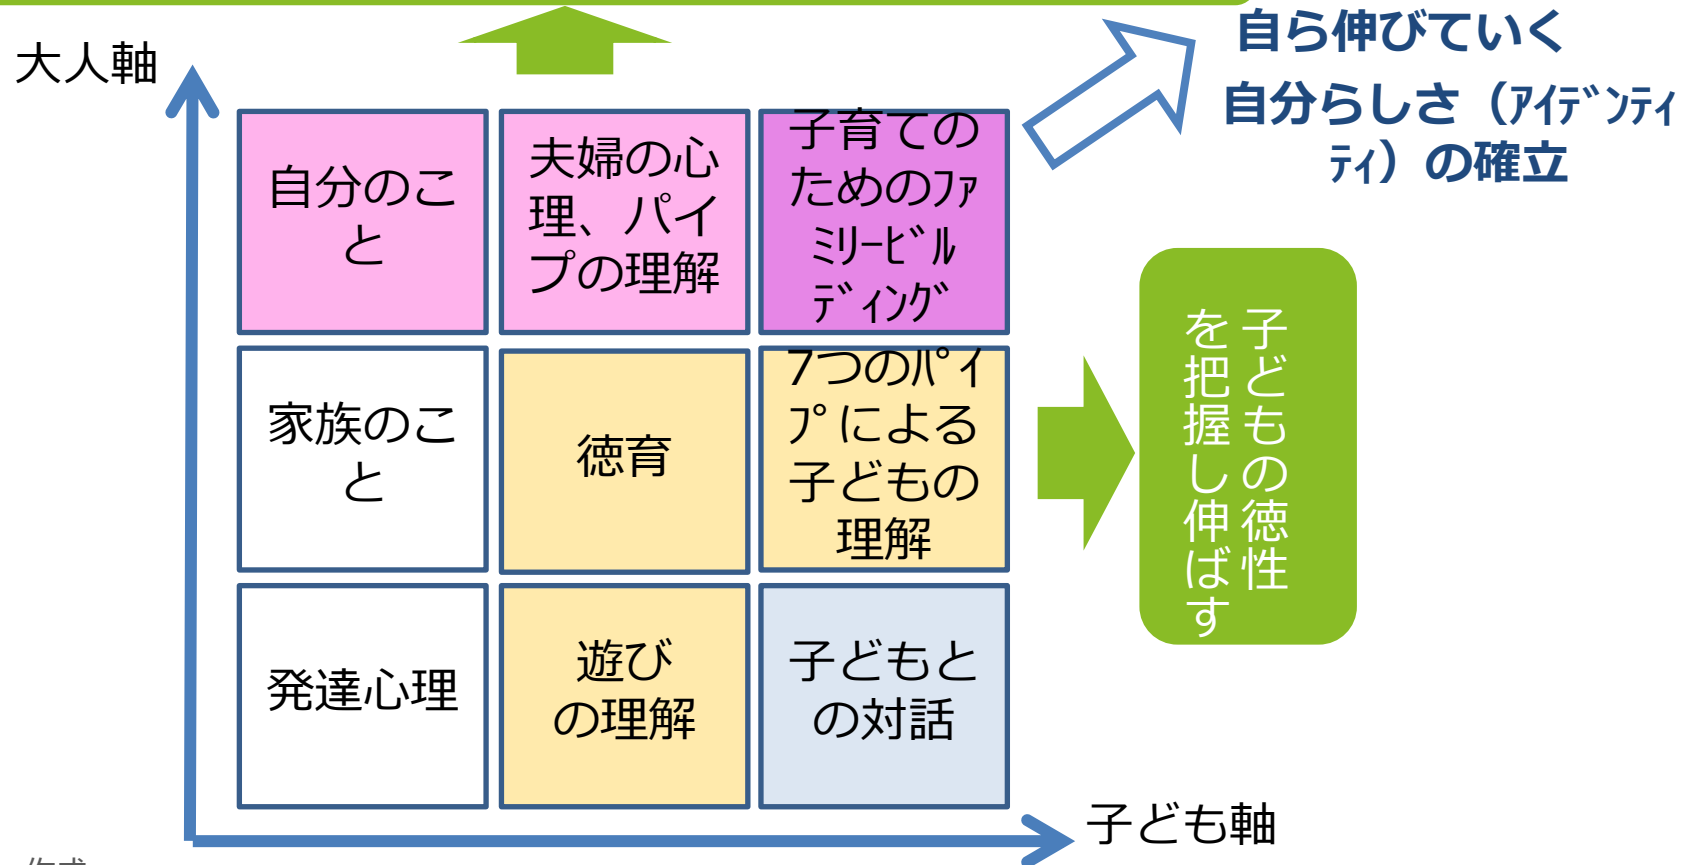 自ら伸びていく
大人軸
自分らしさ（ｱｲﾃﾞﾝﾃｨ
ﾃｨ）の確立
自分のこ
と
夫婦の心
理、パイ
プの理解
子育ての
ためのﾌｧ
ﾐﾘｰﾋﾞﾙ
ﾃﾞｨﾝｸﾞ
家族のこ
と
徳育
7つのﾊﾟｲ
ﾌﾟによる
子どもの
理解
子どもの徳性
を把握し伸ばす
発達心理
遊び
の理解
子どもと
の対話
子ども軸